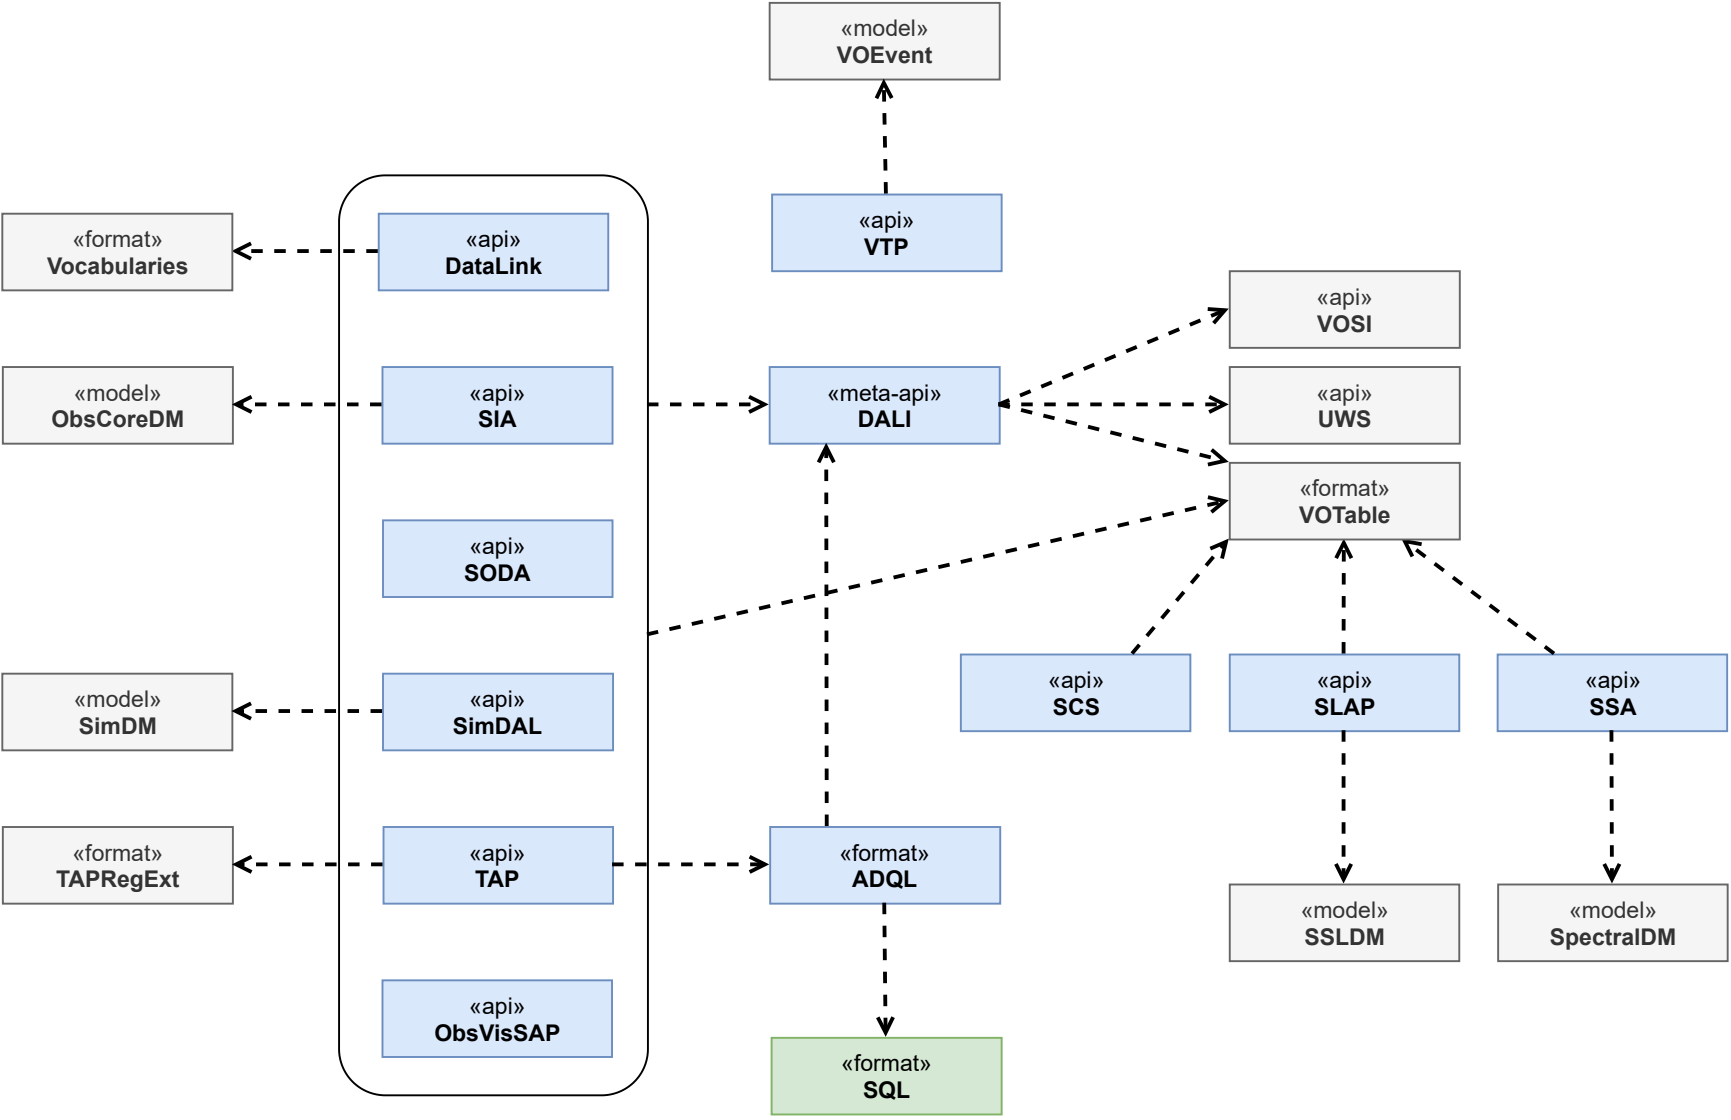 «model»
VOEvent
«api»
VTP
«format»
Vocabularies
«api»
DataLink
«api»
VOSI
«model»
ObsCoreDM
«api»
SIA
«meta-api»
DALI
«api»
UWS
«format»
VOTable
«api»
SODA
«model»
SimDM
«api»
SimDAL
«api»
SCS
«api»
SLAP
«api»
SSA
«format»
TAPRegExt
«api»
TAP
«format»
ADQL
«model»
SSLDM
«model»
SpectralDM
«api»
ObsVisSAP
«format»
SQL